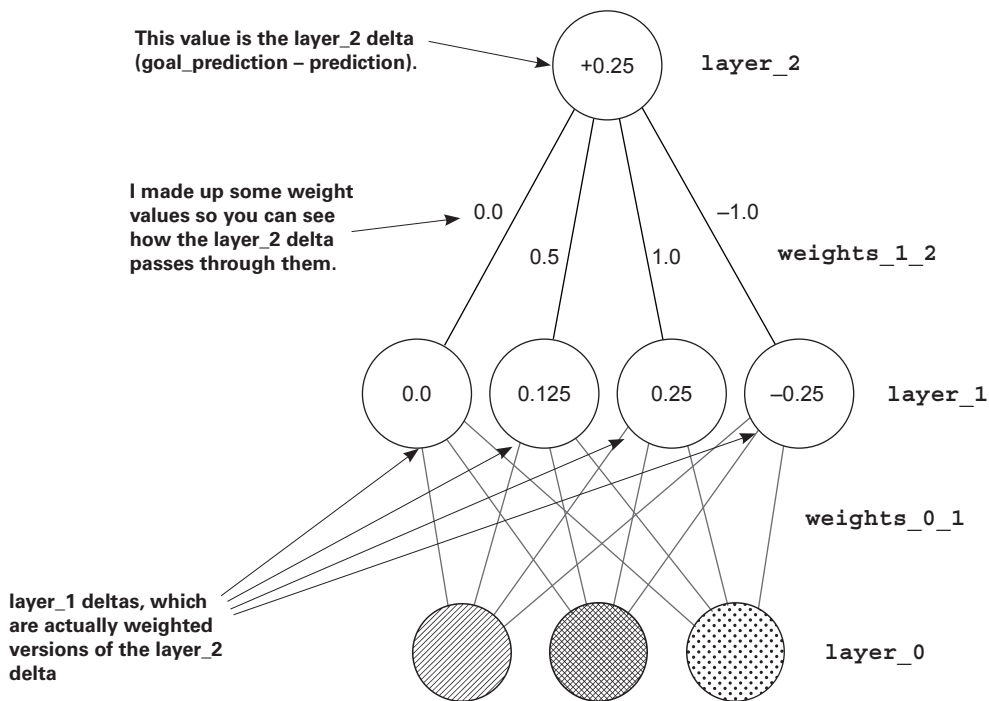 This value is the layer_2 delta
(goal_prediction – prediction).
+0.25
layer_2
I made up some weight
values so you can see
how the layer_2 delta
passes through them.
0.0
–1.0
0.5
1.0
weights_1_2
0.0
0.125
0.25
–0.25
layer_1
weights_0_1
layer_1 deltas, which
are actually weighted
versions of the layer_2
delta
layer_0